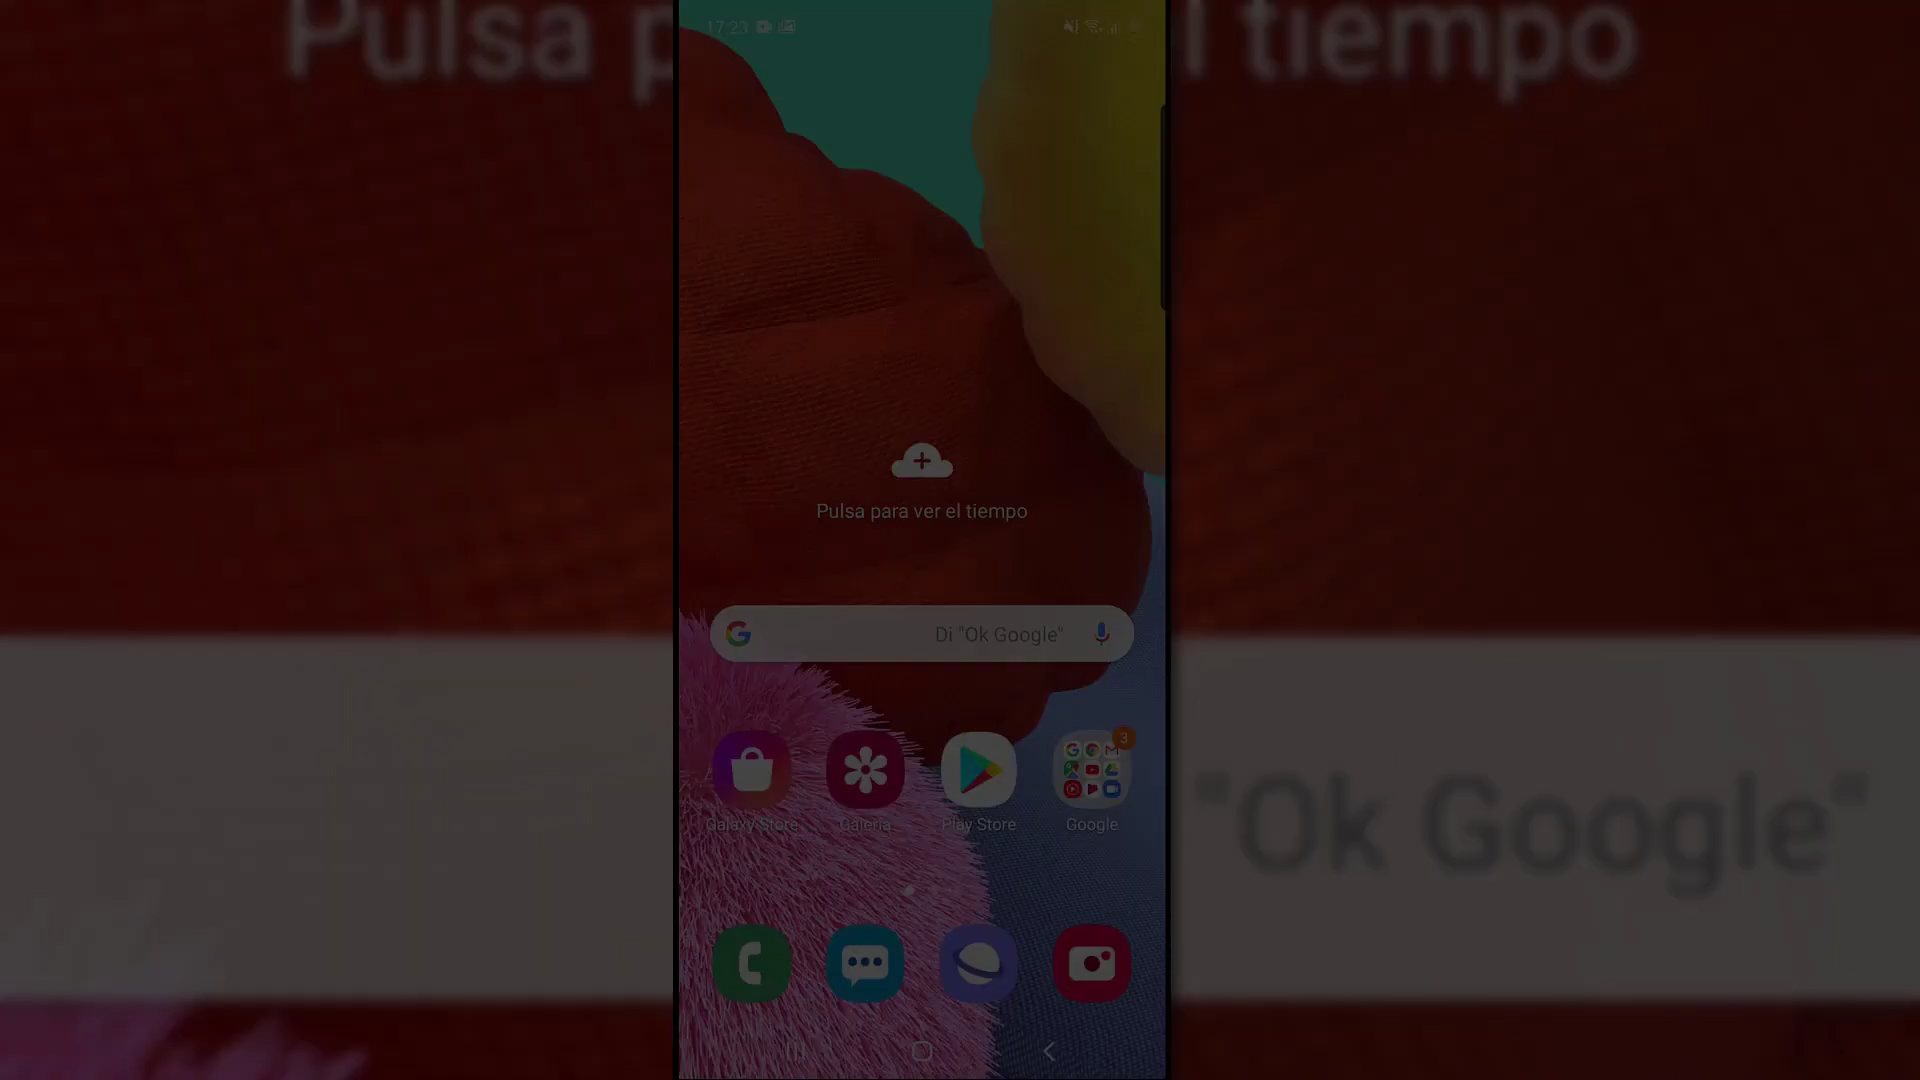 Pulsa p
l tiempo
17:23
Pulsa para ver el tiempo
Di "Ok Google"
3
Galaxy Store
Galería
Play Store
Google
"Ok Google"